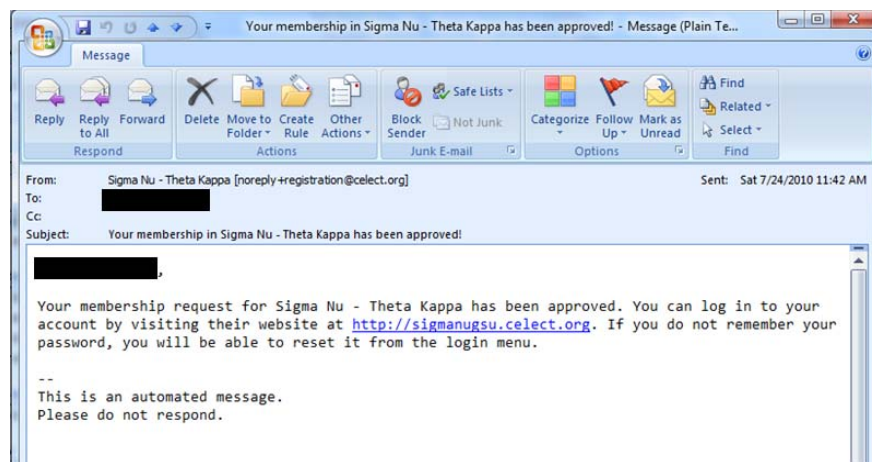 Your membership in Sigma Nu - Theta Kappa has been approved! - Message (Plain Te...
Message
Reply Reply to All Forward Delete Move to Folder Create Rule Other Actions Block Sender Safe Lists Not Junk Categorize Follow Up Mark as Unread Find Related Select
Respond Actions Junk E-mail Options Find
From: Sigma Nu - Theta Kappa [noreply+registration@celect.org] Sent: Sat 7/24/2010 11:42 AM
To:
Cc:
Subject: Your membership in Sigma Nu - Theta Kappa has been approved!
,
Your membership request for Sigma Nu - Theta Kappa has been approved. You can log in to your
account by visiting their website at http://sigmanugsu.celect.org. If you do not remember your
password, you will be able to reset it from the login menu.
--
This is an automated message.
Please do not respond.